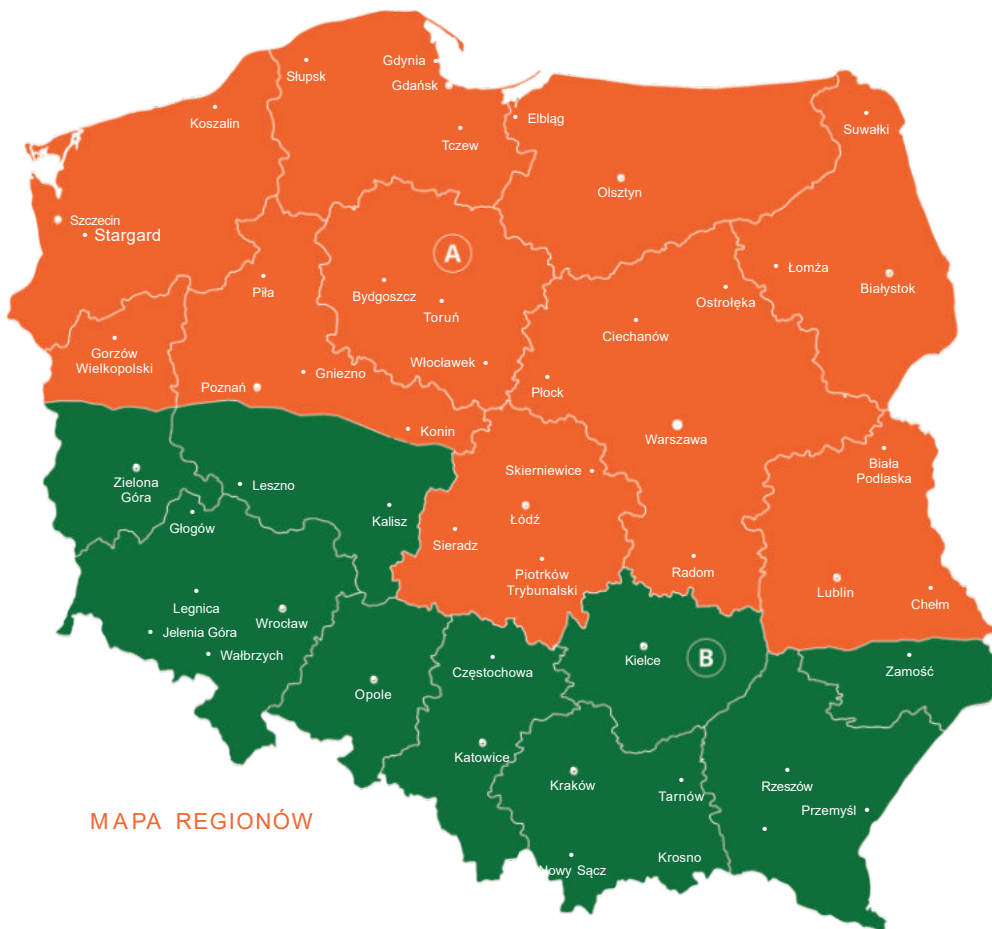 Słupsk
Gdynia
Gdańsk
Koszalin
Elbląg
Suwałki
Tczew
Olsztyn
Szczecin
Stargard
A
Łomża
Piła
Bydgoszcz
Białystok
Ostrołęka
Toruń
Ciechanów
Gorzów
Wielkopolski
Włocławek
Gniezno
Poznań
Płock
Konin
Warszawa
Biała
Podlaska
Skierniewice
Zielona
Góra
Leszno
Kalisz
Łódź
Głogów
Sieradz
Piotrków
Trybunalski
Radom
Lublin
Chełm
Legnica
Wrocław
Jelenia Góra
Wałbrzych
Kielce
B
Częstochowa
Zamość
Opole
Katowice
Kraków
Tarnów
Rzeszów
Przemyśl
MAPA REGIONÓW
Krosno
Nowy Sącz